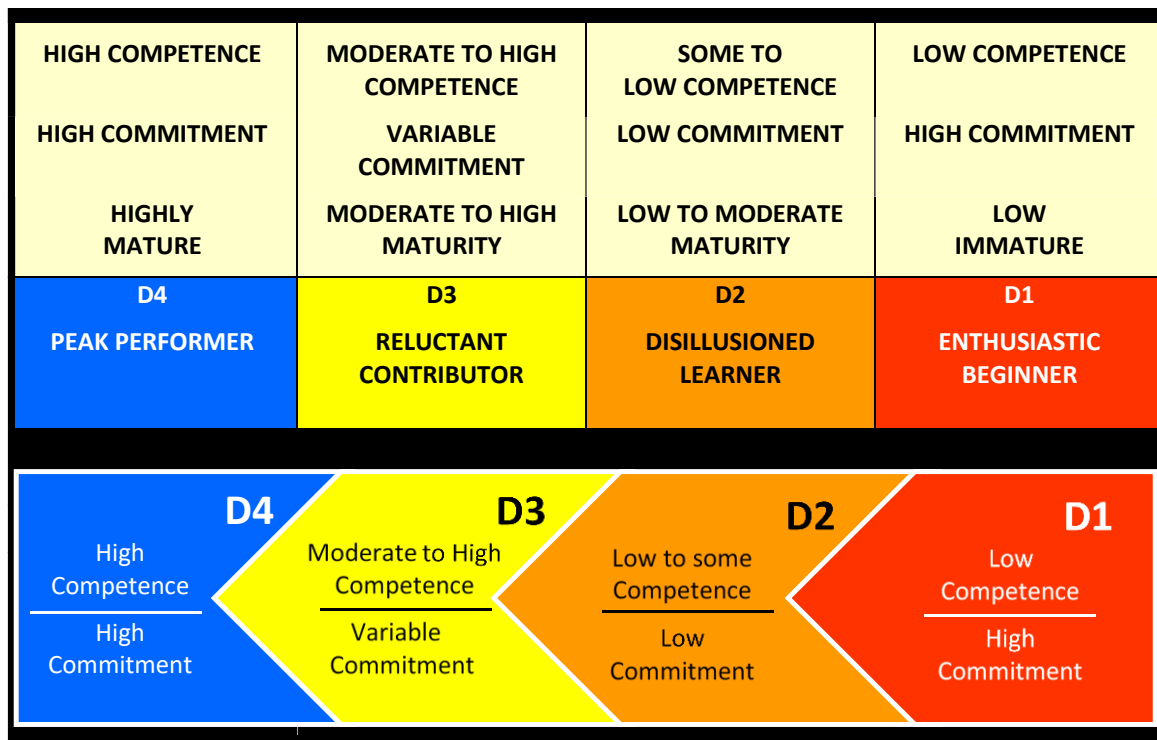 HIGH COMPETENCE
MODERATE TO HIGH
COMPETENCE
SOME TO
LOW COMPETENCE
LOW COMPETENCE
HIGH COMMITMENT
VARIABLE
COMMITMENT
LOW COMMITMENT
HIGH COMMITMENT
HIGHLY
MATURE
MODERATE TO HIGH
MATURITY
LOW TO MODERATE
MATURITY
LOW
IMMATURE
D4
PEAK PERFORMER
D3
RELUCTANT
CONTRIBUTOR
D2
DISILLUSIONED
LEARNER
D1
ENTHUSIASTIC
BEGINNER
D4
High
Competence
High
Commitment
D3
Moderate to High
Competence
Variable
Commitment
D2
Low to some
Competence
Low
Commitment
D1
Low
Competence
High
Commitment